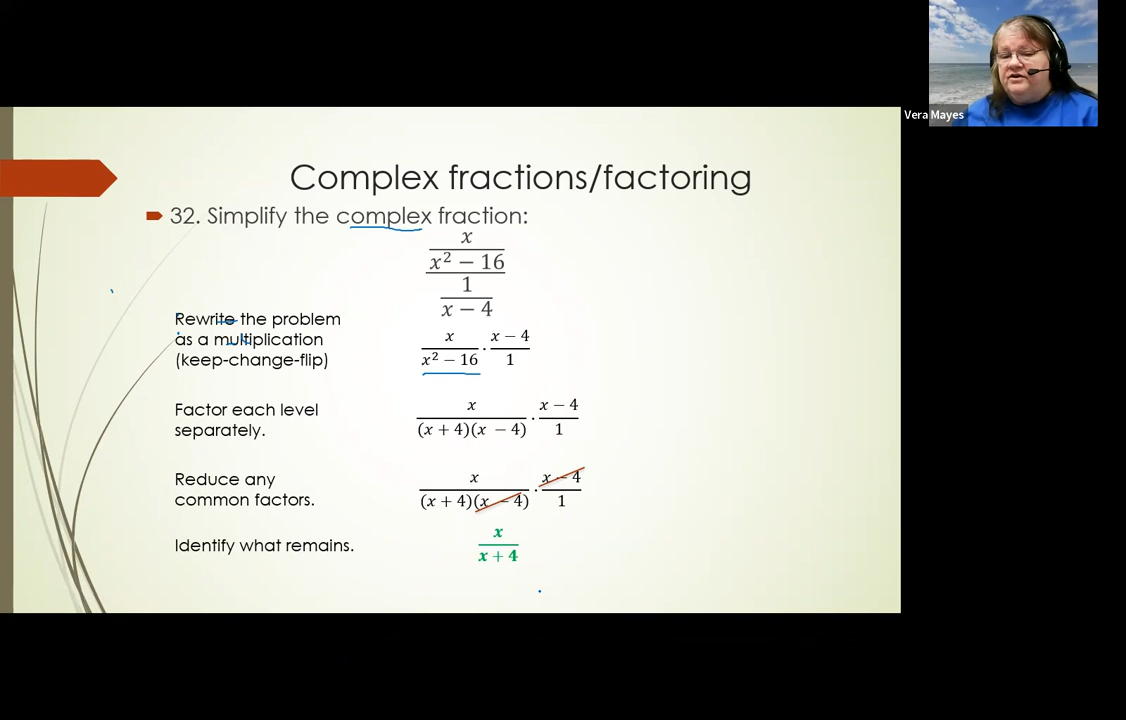 Vera Mayes
Complex fractions/factoring
32. Simplify the complex fraction:
x
x² − 16
1
x − 4
Rewrite the problem
as a multiplication
(keep-change-flip)
x / x² − 16 · x − 4 / 1
Factor each level
separately.
x / (x + 4)(x − 4) · x − 4 / 1
Reduce any
common factors.
x / (x + 4)(x − 4) · x − 4 / 1
Identify what remains.
x / x + 4